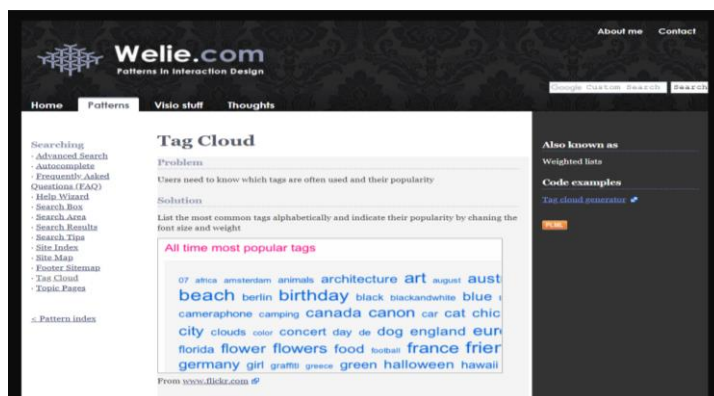 About me Contact
Welie.com
Patterns in Interaction Design
Google Custom Search Search
Home Patterns Visio stuff Thoughts
Searching
· Advanced Search
· Autocomplete
· Frequently Asked
Questions (FAQ)
· Help Wizard
· Search Box
· Search Area
· Search Results
· Search Tips
· Site Index
· Site Map
· Footer Sitemap
· Tag Cloud
· Topic Pages
< Pattern index
Tag Cloud
Problem
Users need to know which tags are often used and their popularity
Solution
List the most common tags alphabetically and indicate their popularity by chaning the
font size and weight
All time most popular tags
07 africa amsterdam animals architecture art august aust
beach berlin birthday black blackandwhite blue
cameraphone camping canada canon car cat chic
city clouds color concert day de dog england eur
florida flower flowers food football france frier
germany girl graffiti greece green halloween hawaii
From www.flickr.com
Also known as
Weighted lists
Code examples
Tag cloud generator